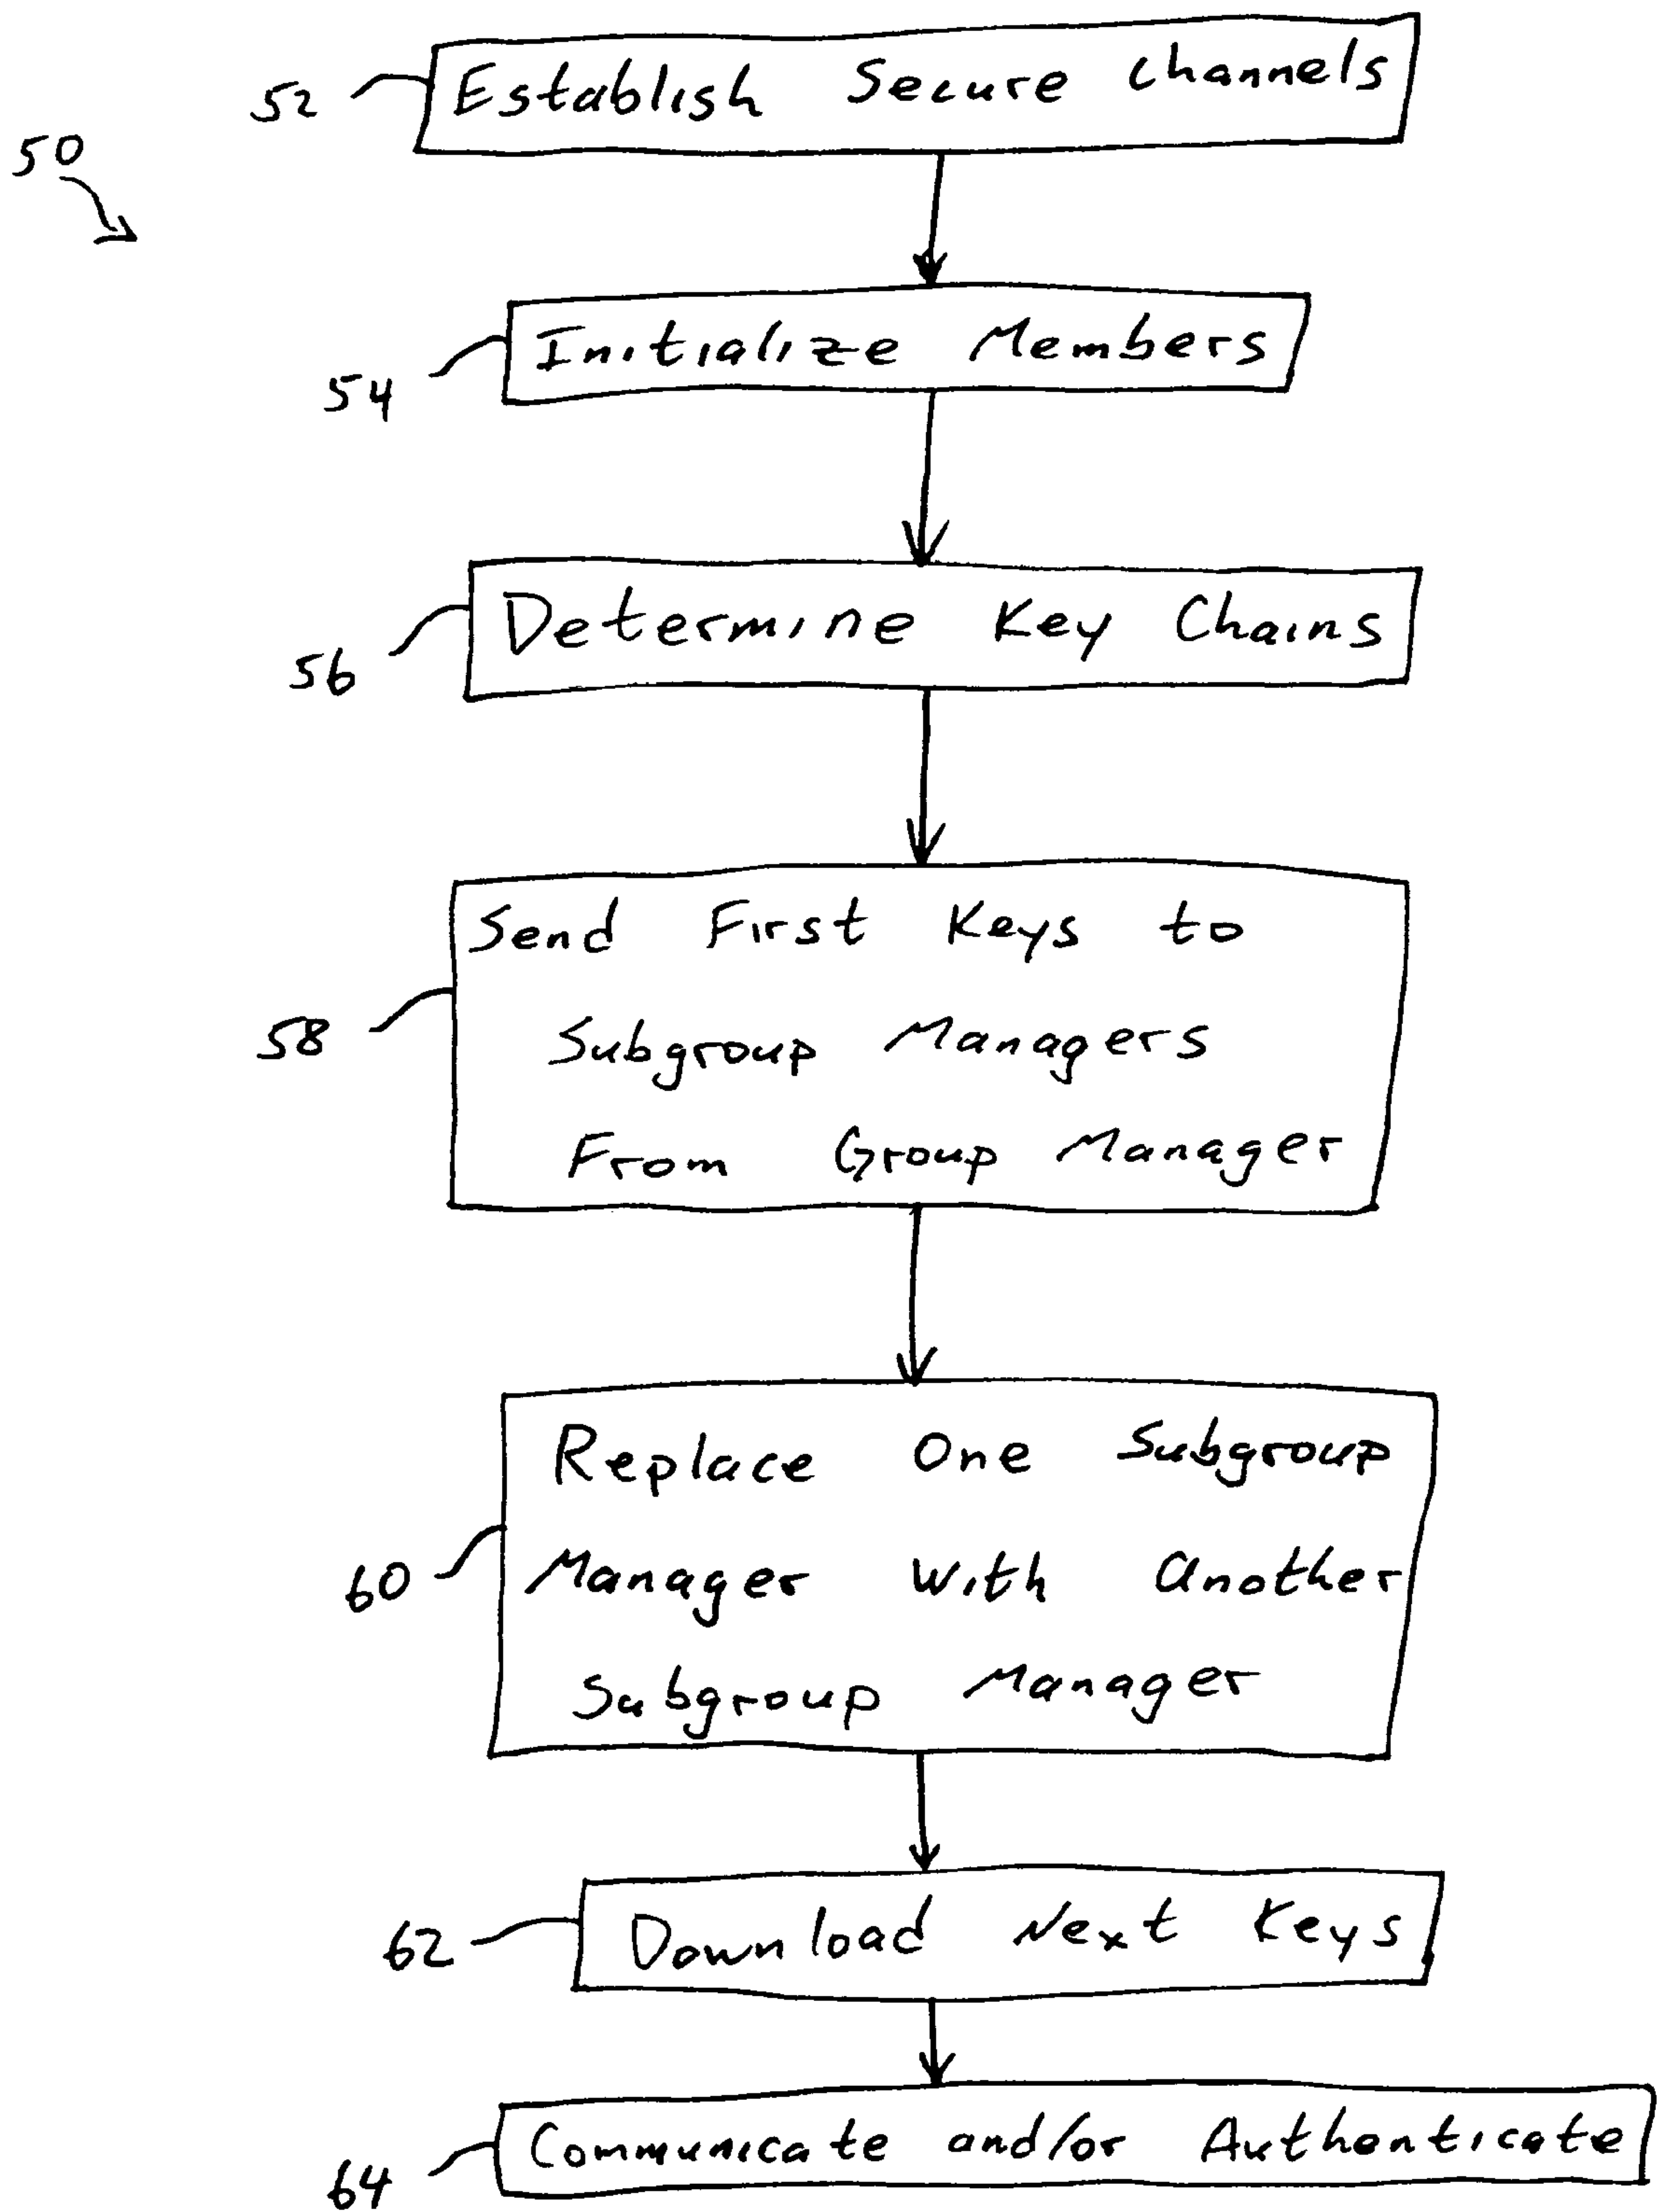 52
Establish Secure Channels
50
54
Initialize Members
56
Determine Key Chains
58
Send First Keys to
Subgroup Managers
From Group Manager
60
Replace One Subgroup
Manager With Another
Subgroup Manager
62
Download Next Keys
64
Communicate and/or Authenticate